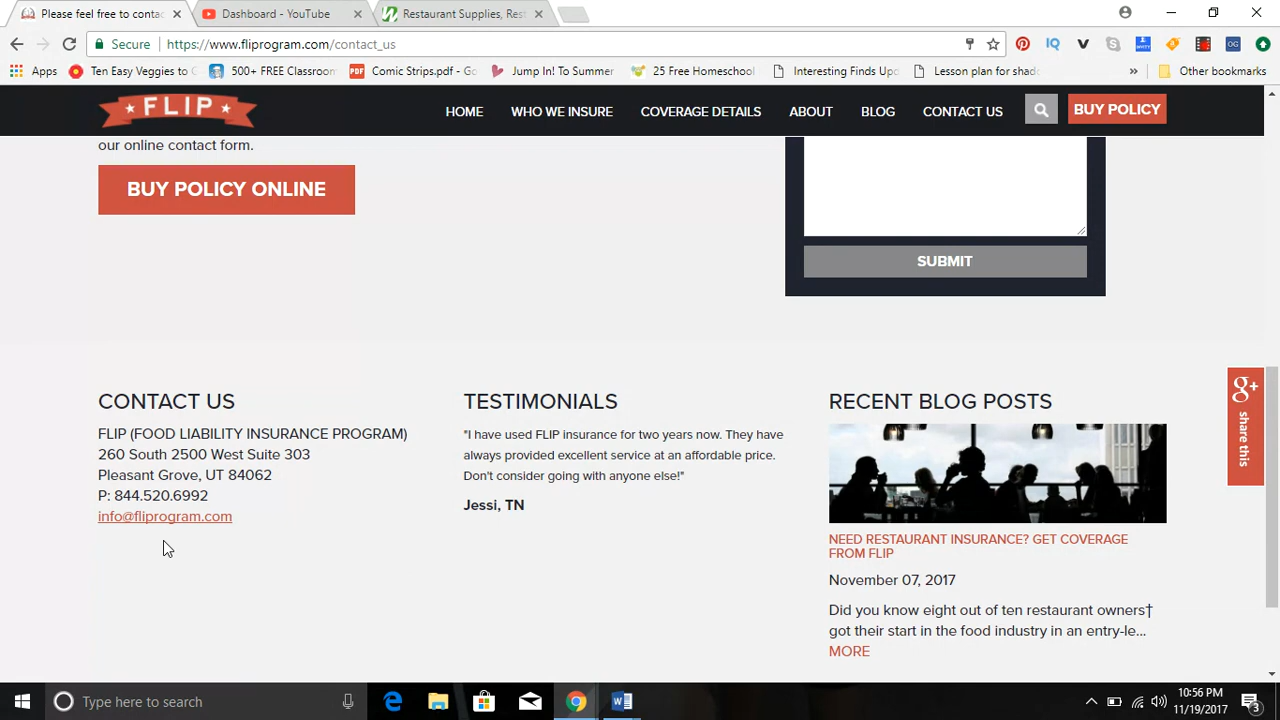 Please feel free to contac
Dashboard - YouTube
Restaurant Supplies, Rest
Secure
https://www.fliprogram.com/contact_us
Apps
Ten Easy Veggies to G
500+ FREE Classroom
Comic Strips.pdf - Go
Jump In! To Summer
25 Free Homeschool
Interesting Finds Upd
Lesson plan for shad
Other bookmarks
FLIP
HOME
WHO WE INSURE
COVERAGE DETAILS
ABOUT
BLOG
CONTACT US
BUY POLICY
our online contact form.
BUY POLICY ONLINE
SUBMIT
CONTACT US
FLIP (FOOD LIABILITY INSURANCE PROGRAM)
260 South 2500 West Suite 303
Pleasant Grove, UT 84062
P: 844.520.6992
info@fliprogram.com
TESTIMONIALS
"I have used FLIP insurance for two years now. They have
always provided excellent service at an affordable price.
Don't consider going with anyone else!"
Jessi, TN
RECENT BLOG POSTS
NEED RESTAURANT INSURANCE? GET COVERAGE
FROM FLIP
November 07, 2017
Did you know eight out of ten restaurant owners†
got their start in the food industry in an entry-le...
MORE
g+ share this
Type here to search
10:56 PM
11/19/2017
3